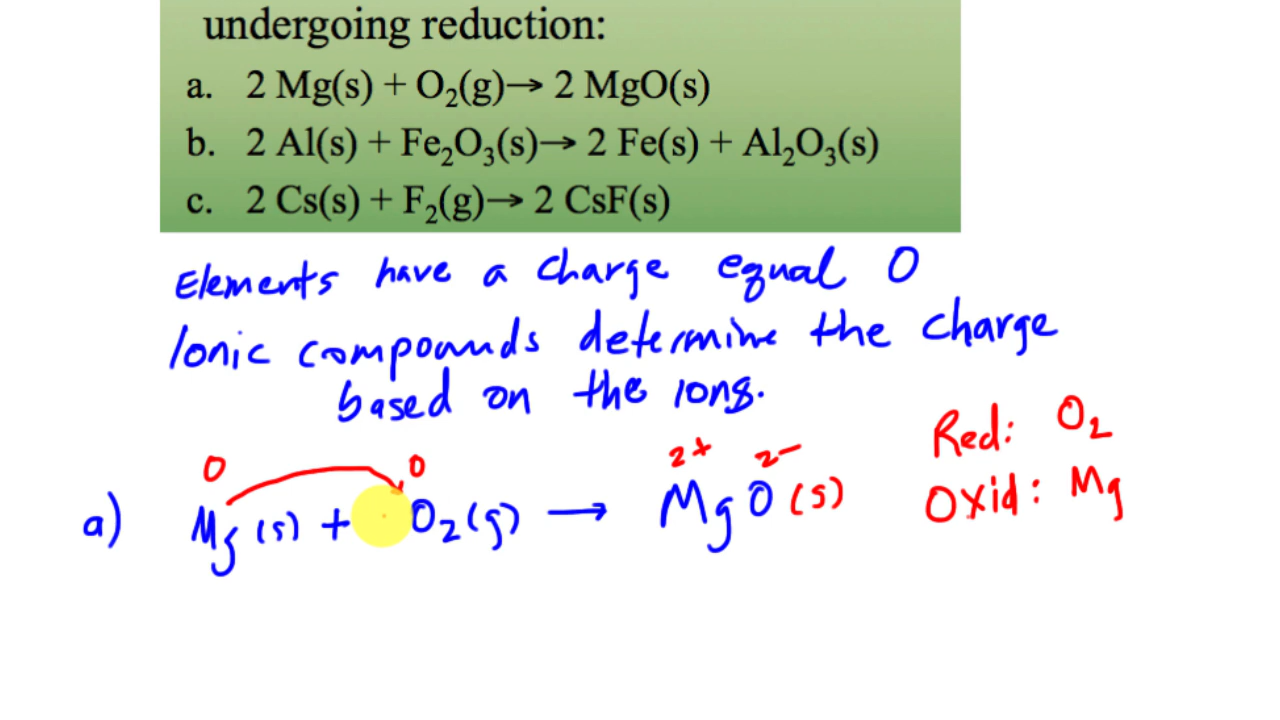 undergoing reduction:
a. 2 Mg(s) + O₂(g)→ 2 MgO(s)
b. 2 Al(s) + Fe₂O₃(s)→ 2 Fe(s) + Al₂O₃(s)
c. 2 Cs(s) + F₂(g)→ 2 CsF(s)
Elements have a charge equal 0
Ionic compounds determine the charge
based on the ions.
Red: O₂
Oxid: Mg
0 0 2+ 2-
a) Mg (s) + O₂(g) → MgO (s)